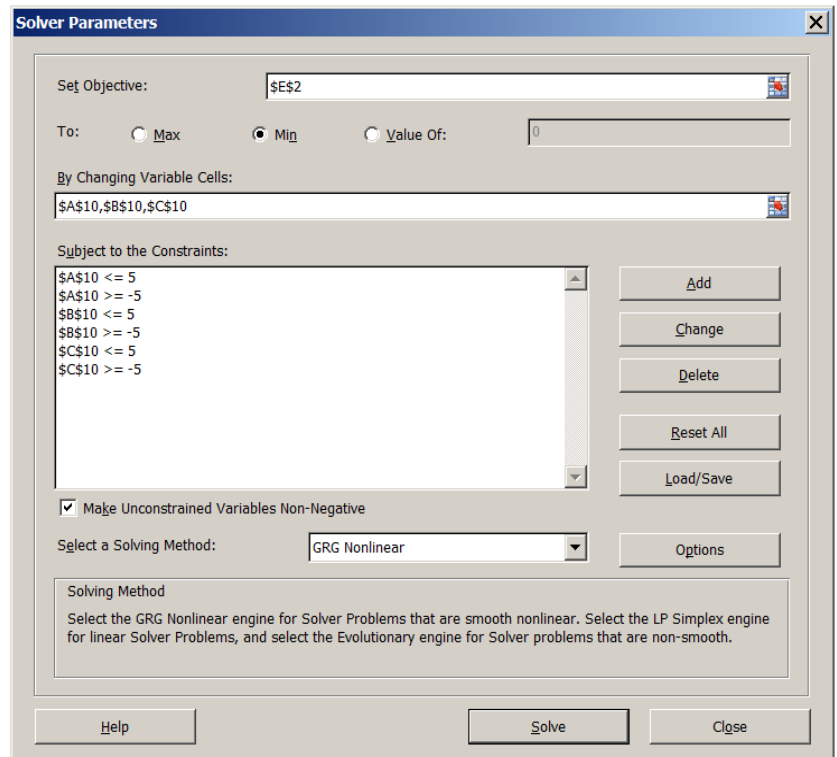 Solver Parameters
Set Objective:
$E$2
To:
Max
Min
Value Of:
0
By Changing Variable Cells:
$A$10,$B$10,$C$10
Subject to the Constraints:
$A$10 <= 5
$A$10 >= -5
$B$10 <= 5
$B$10 >= -5
$C$10 <= 5
$C$10 >= -5
Add
Change
Delete
Reset All
Load/Save
Make Unconstrained Variables Non-Negative
Select a Solving Method:
GRG Nonlinear
Options
Solving Method
Select the GRG Nonlinear engine for Solver Problems that are smooth nonlinear. Select the LP Simplex engine
for linear Solver Problems, and select the Evolutionary engine for Solver problems that are non-smooth.
Help
Solve
Close